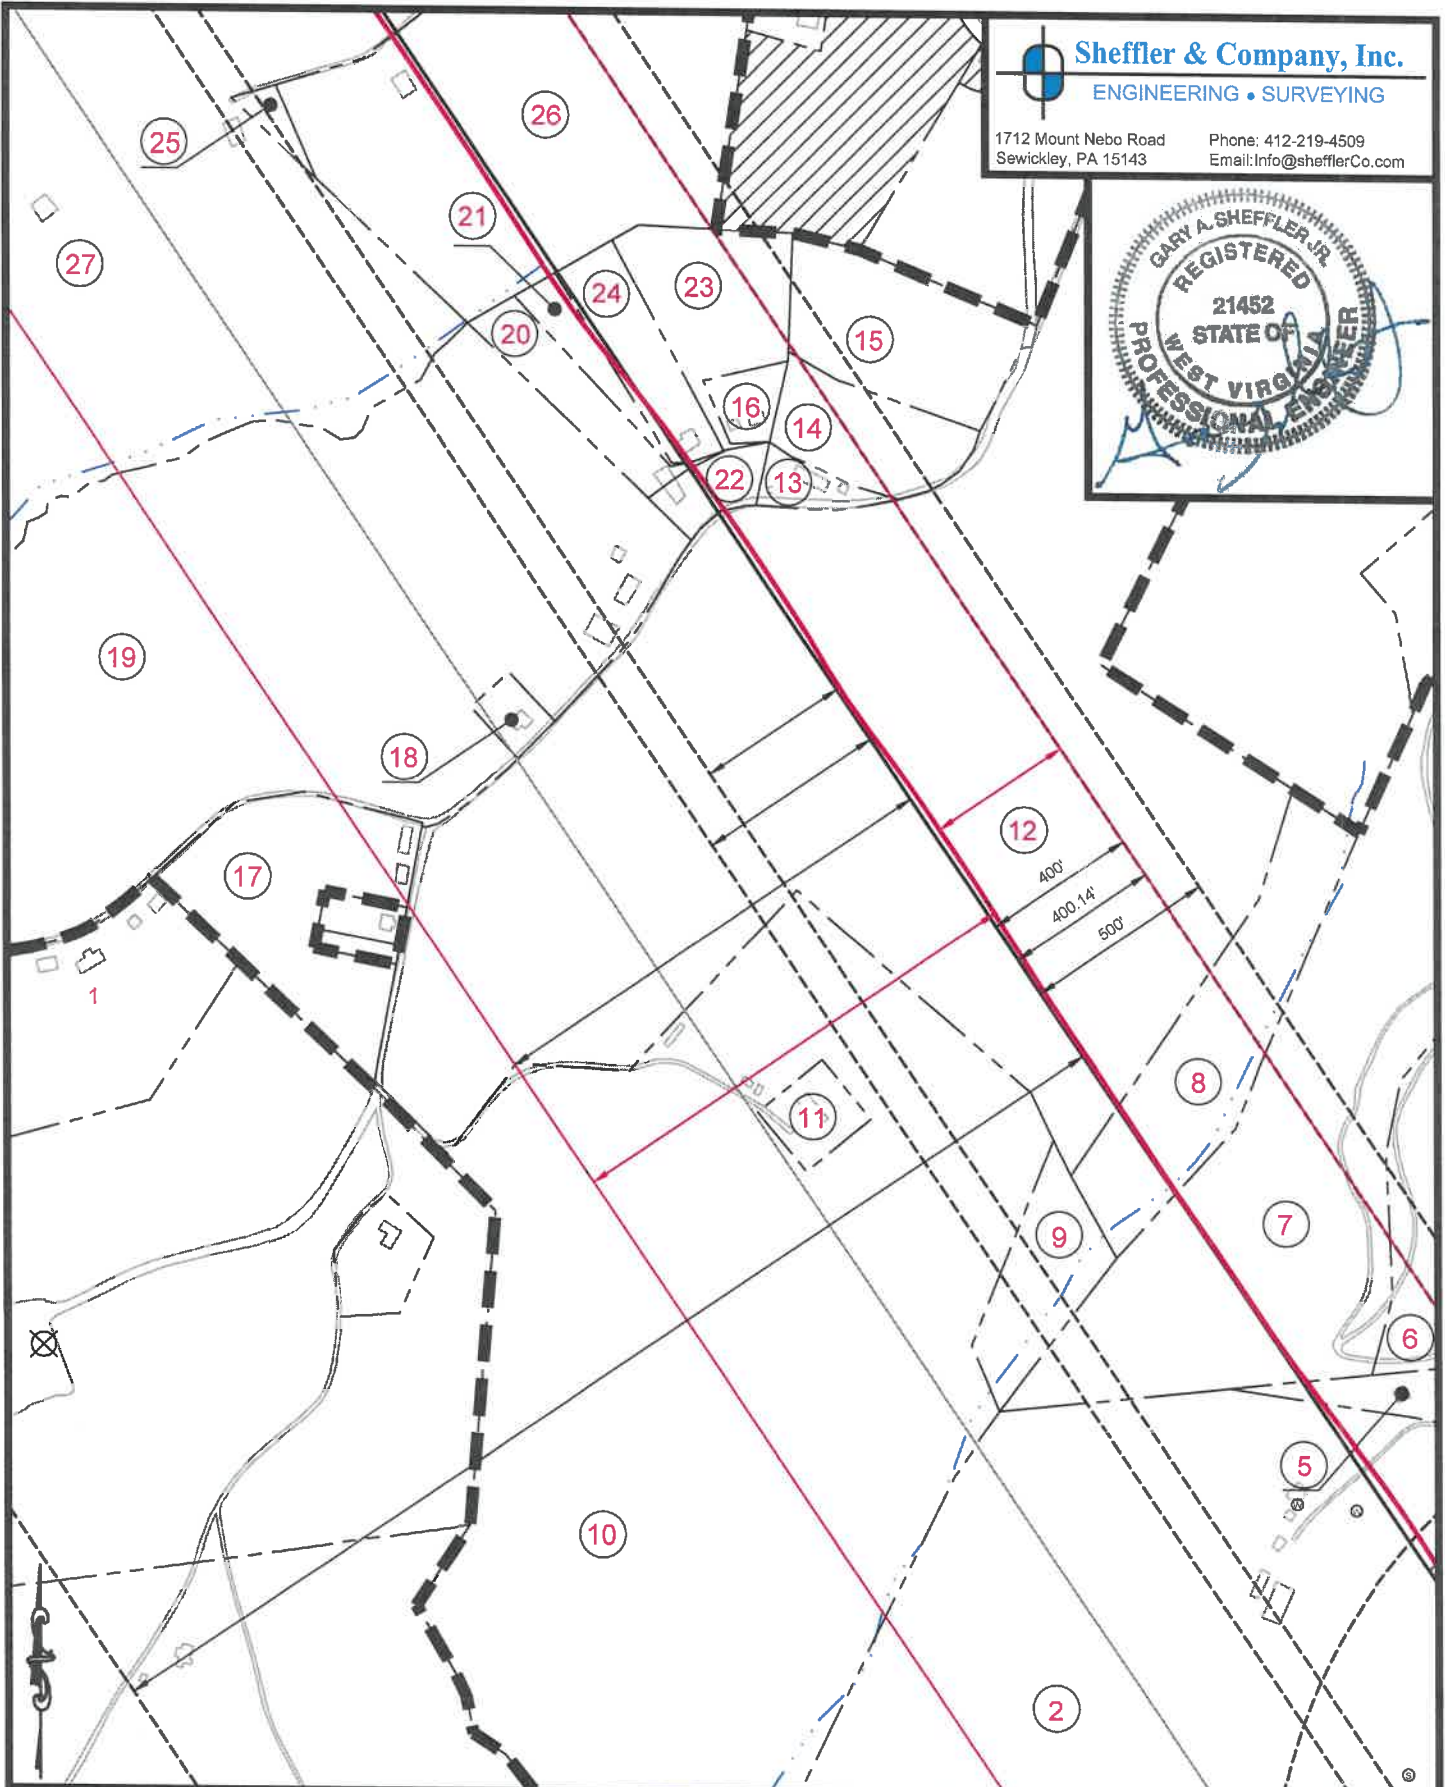 Sheffler & Company, Inc.
ENGINEERING • SURVEYING
1712 Mount Nebo Road
Sewickley, PA 15143
Phone: 412-219-4509
Email:Info@shefflerCo.com
GARY A. SHEFFLER JR.
REGISTERED
21452
STATE OF
WEST VIRGINIA
PROFESSIONAL ENGINEER
26
25
21
27
24
23
20
15
16
14
22
13
19
18
12
17
400'
400.14'
500'
1
8
11
7
9
6
5
10
2
S